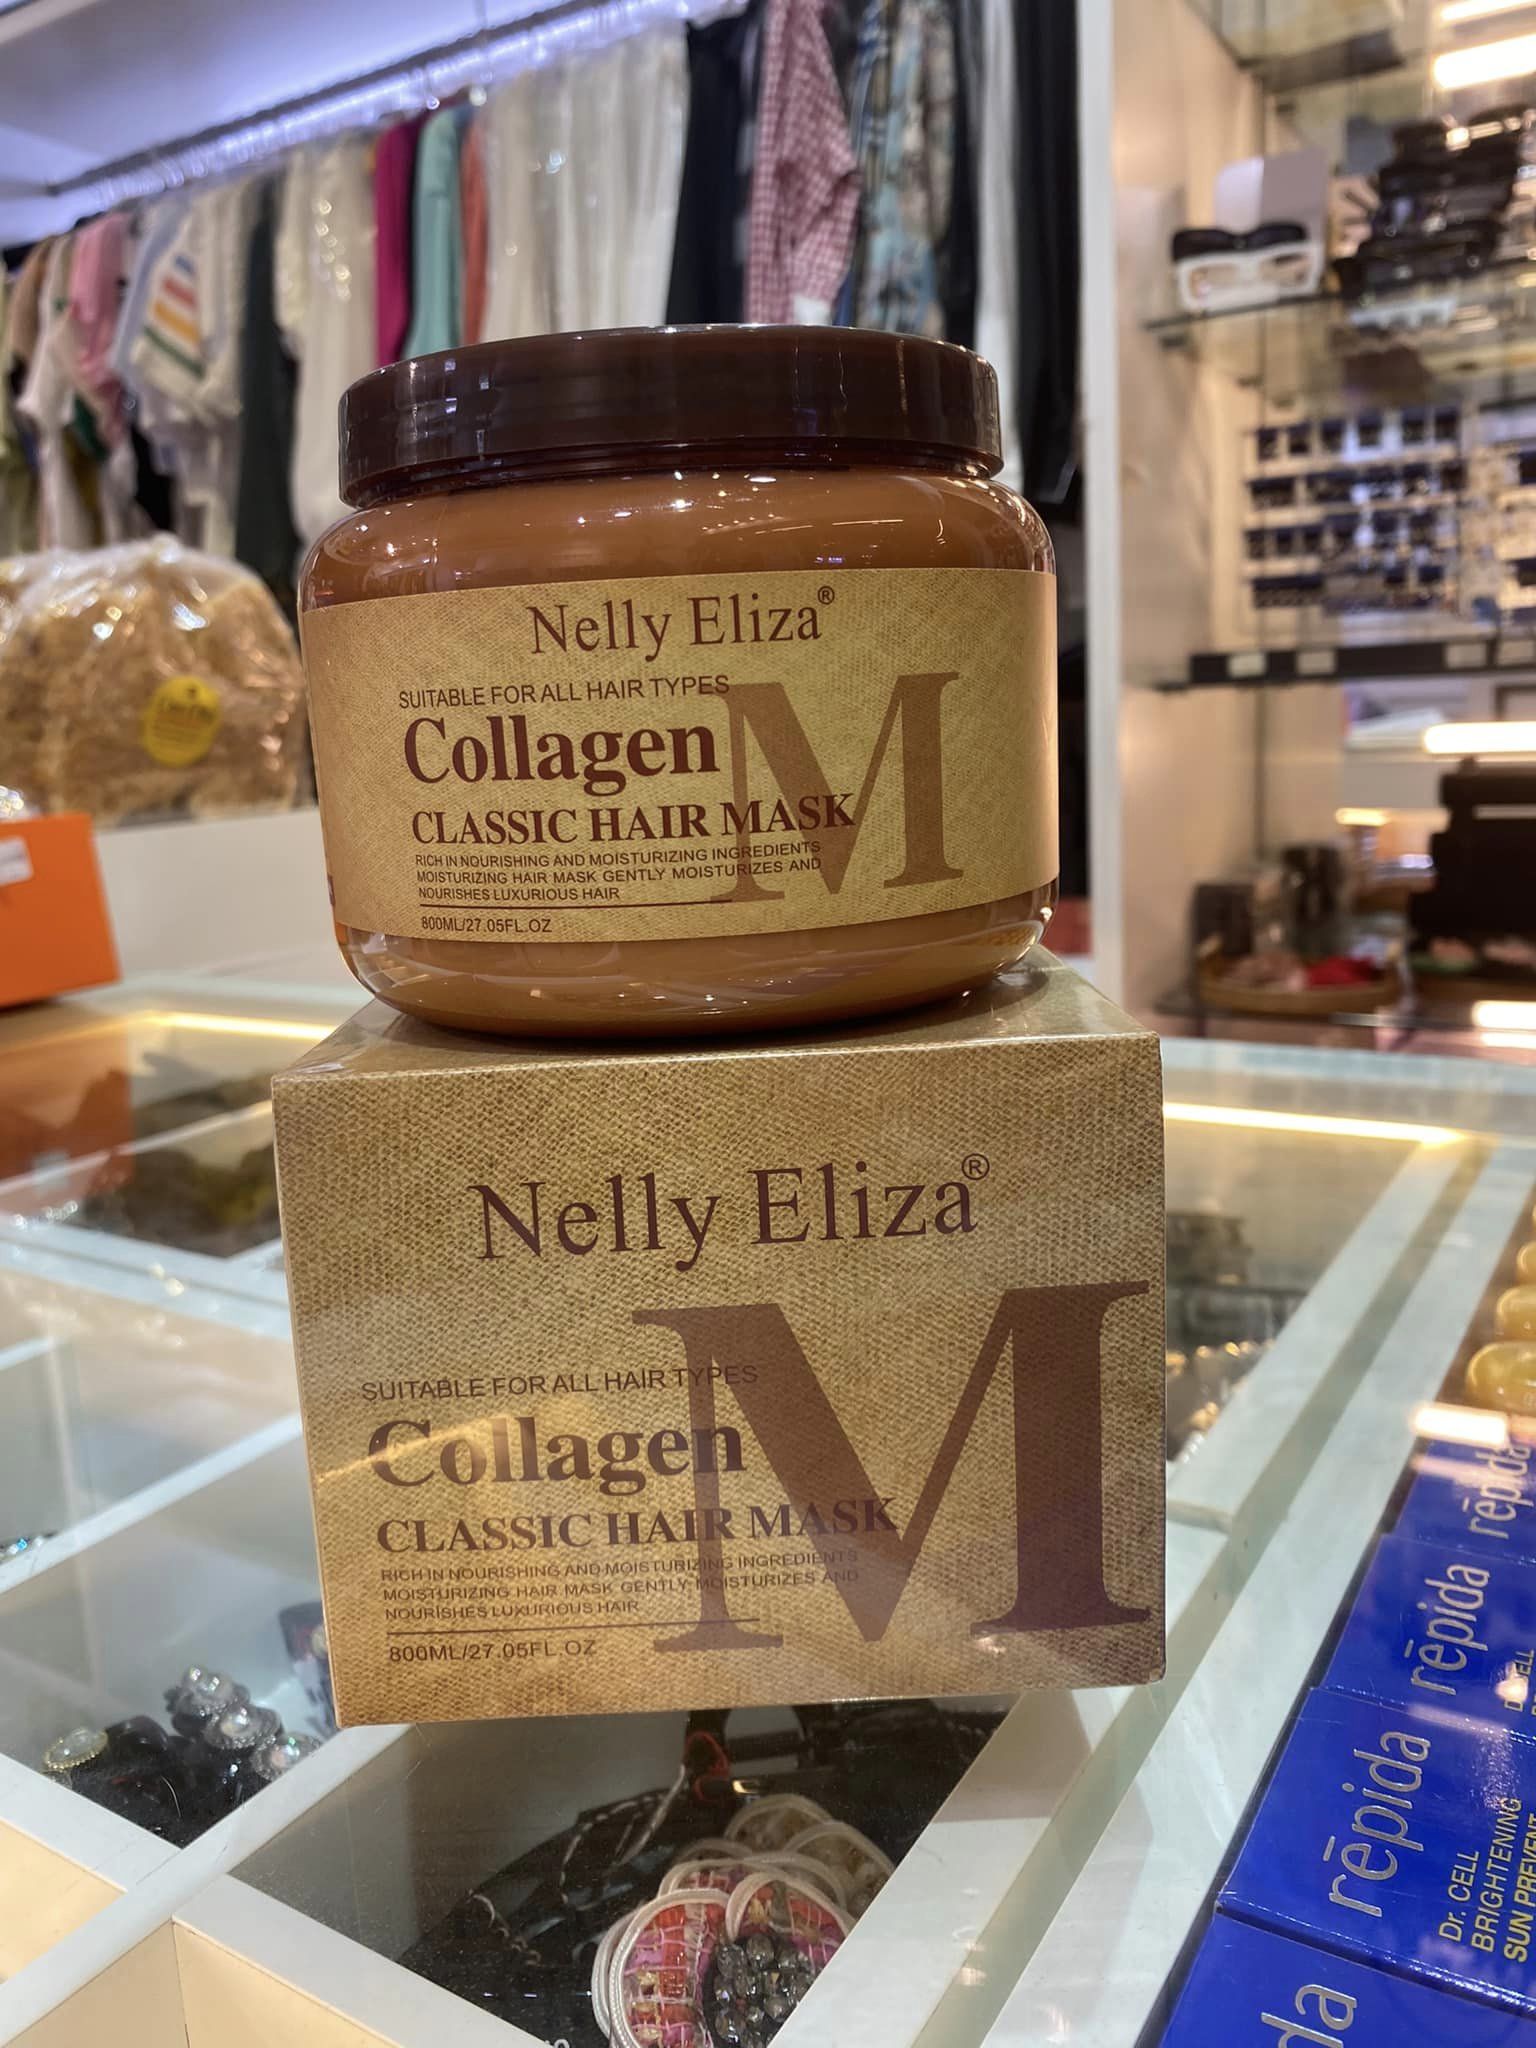 Nelly Eliza®
SUITABLE FOR ALL HAIR TYPES
M
Collagen
CLASSIC HAIR MASK
RICH IN NOURISHING AND MOISTURIZING INGREDIENTS
MOISTURIZING HAIR MASK GENTLY MOISTURIZES AND
NOURISHES LUXURIOUS HAIR
800ML/27.05FL.OZ
Nelly Eliza®
M
SUITABLE FOR ALL HAIR TYPES
Collagen
CLASSIC HAIR MASK
RICH IN NOURISHING AND MOISTURIZING INGREDIENTS
MOISTURIZING HAIR MASK GENTLY MOISTURIZES AND
NOURISHES LUXURIOUS HAIR
800ML/27.05FL.OZ
rēpida
rēpida
rēpida
Dr. CELL
BRIGHTENING
SUN PREVENT